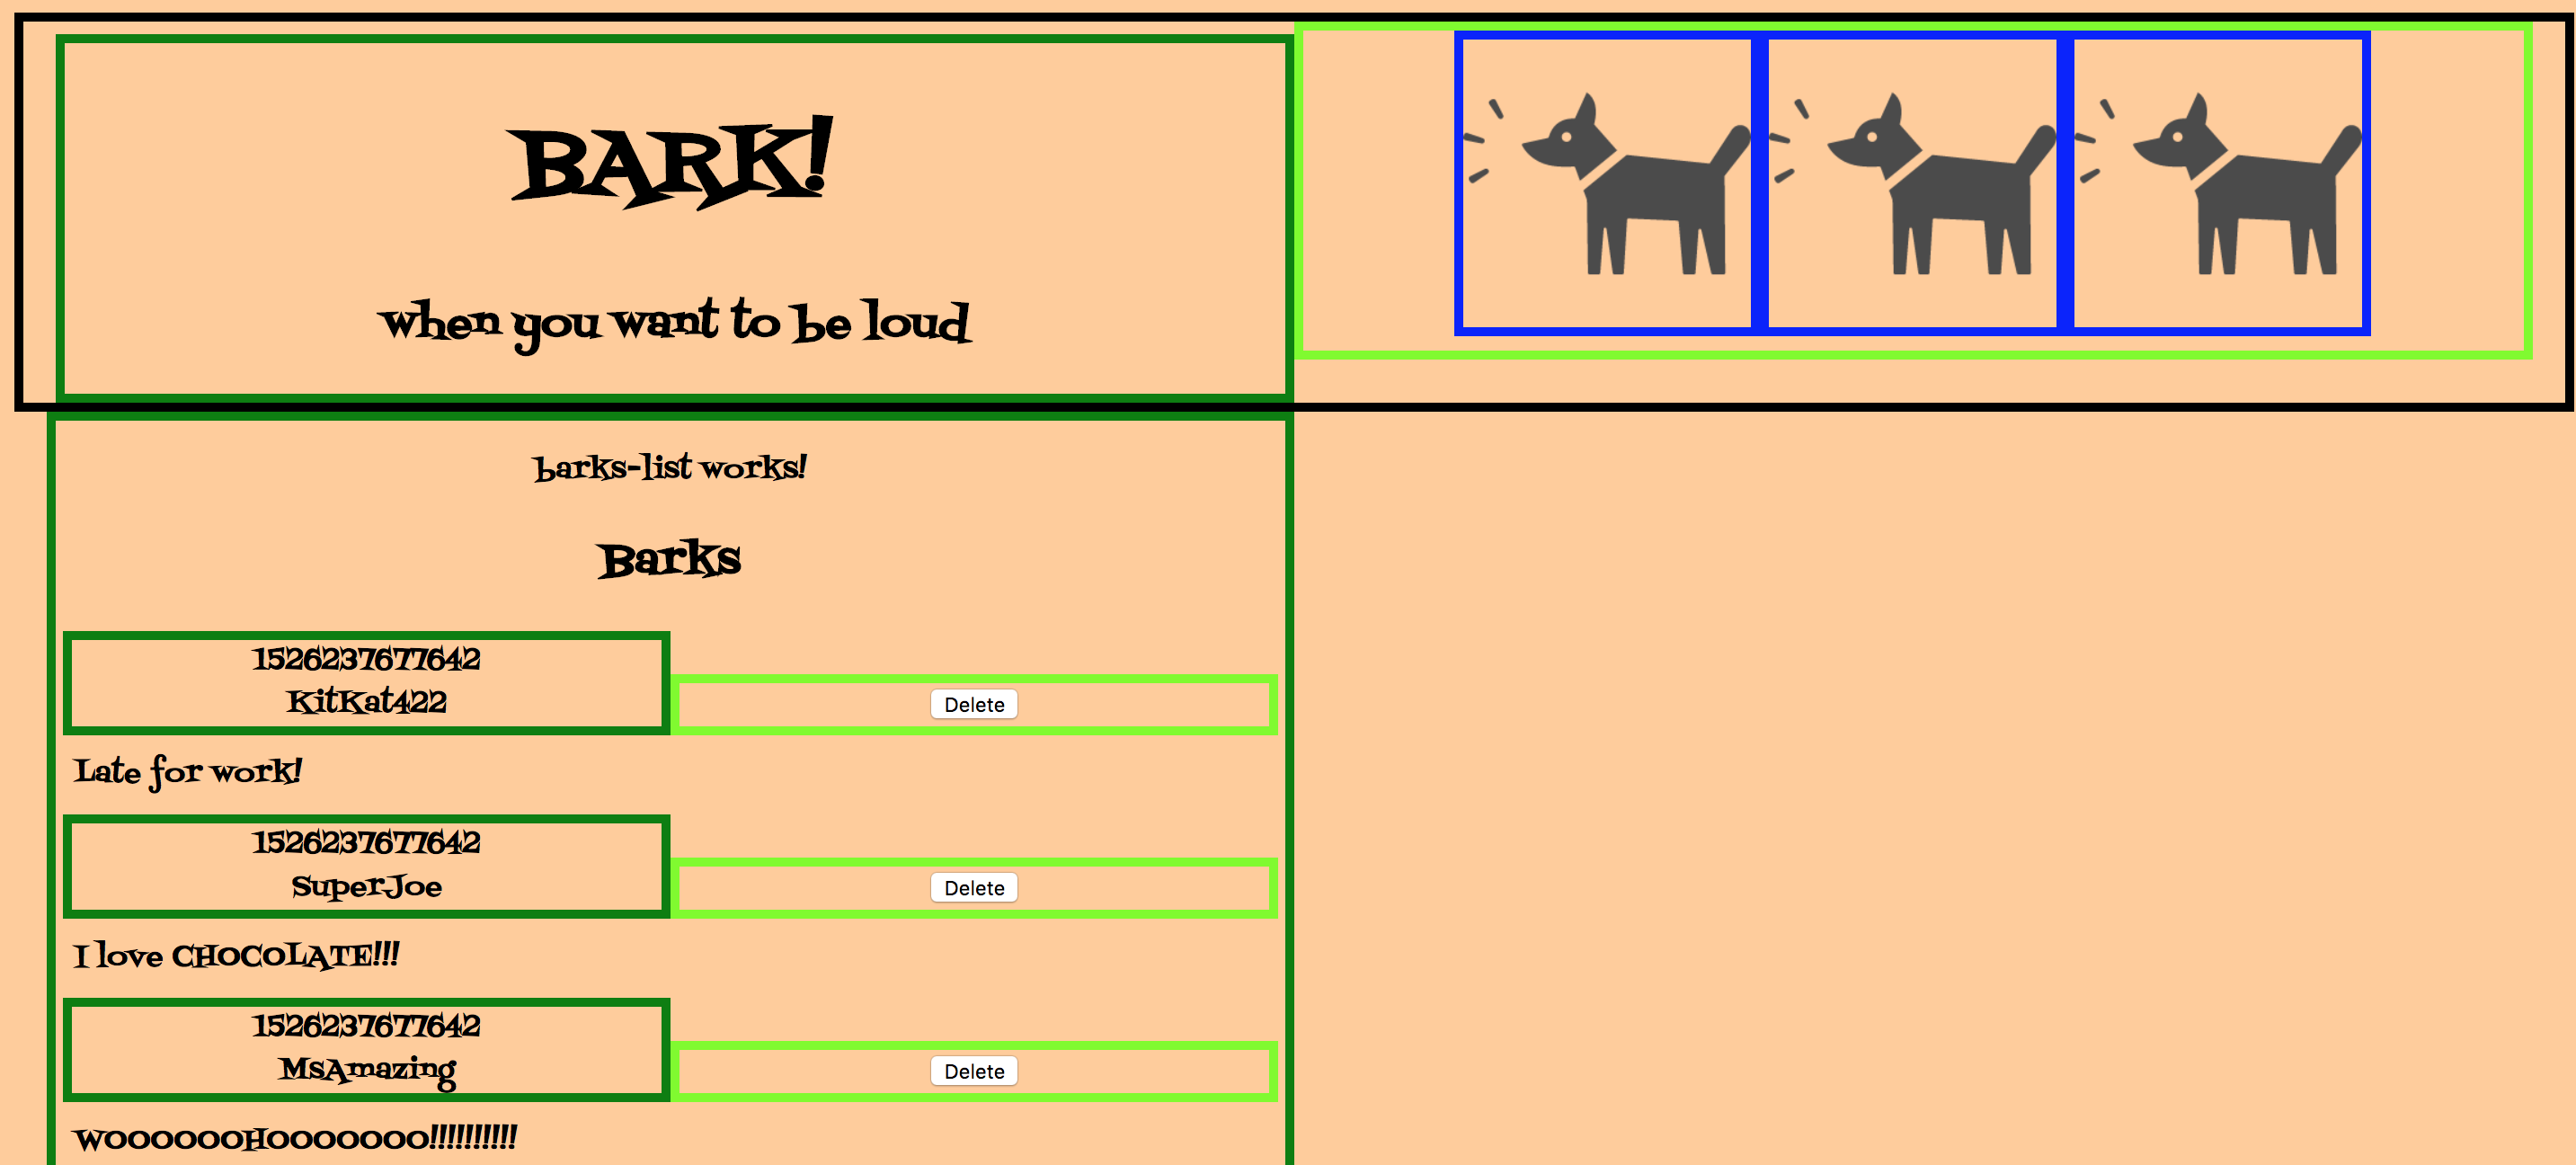 BARK!
when you want to be loud
barks-list works!
Barks
1526237677642
KitKat422
Delete
Late for work!
1526237677642
SuperJoe
Delete
I love CHOCOLATE!!!
1526237677642
MsAmazing
Delete
WOOOOOOHOOOOOOO!!!!!!!!!!